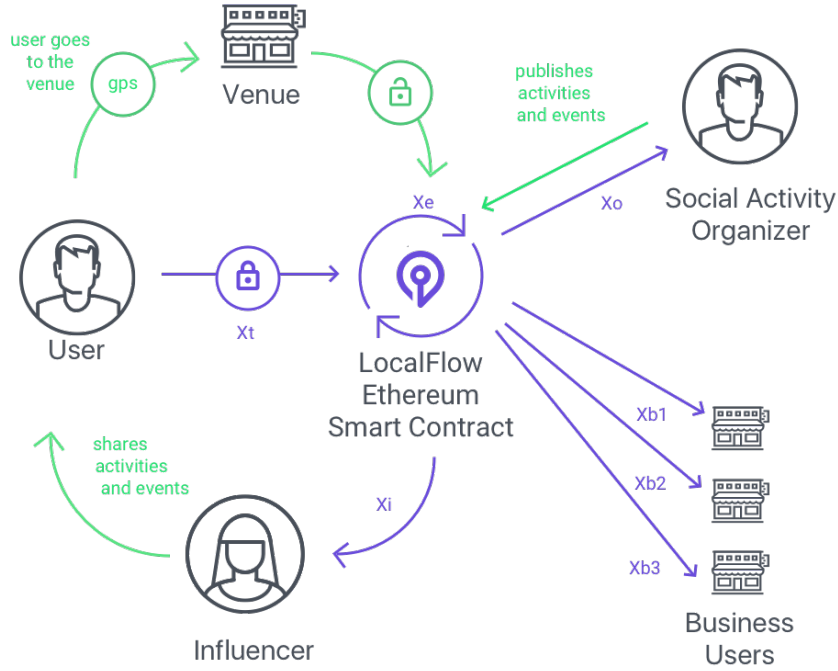 user goes
to the
venue
gps
Venue
publishes
activities
and events
Social Activity
Organizer
Xe
Xo
User
Xt
LocalFlow
Ethereum
Smart Contract
Xb1
Xb2
Xb3
Business
Users
shares
activities
and events
Xi
Influencer